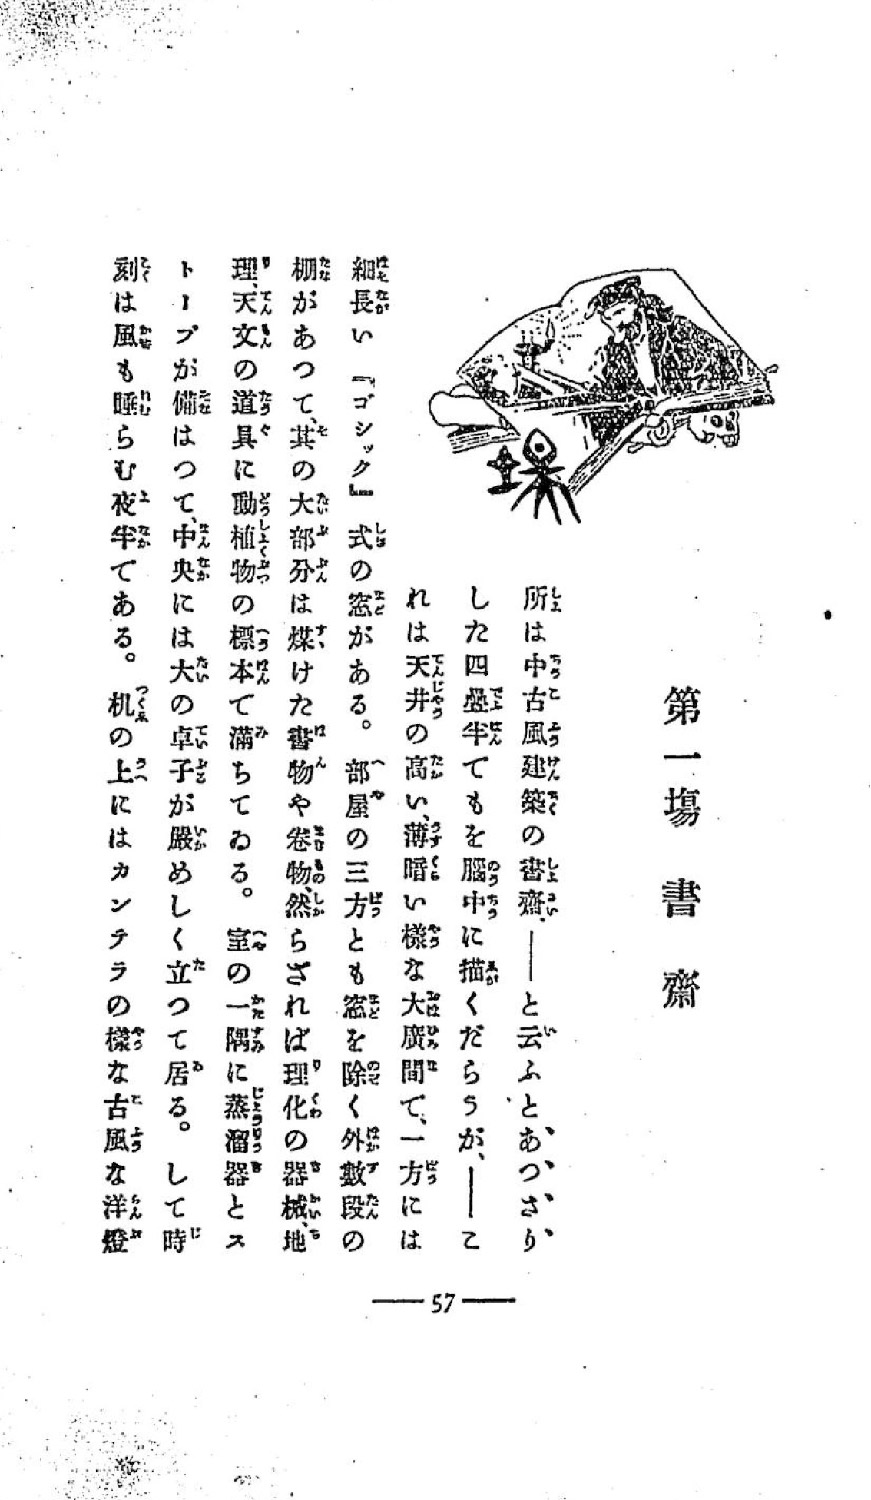 第一塲 書齋
所は中古風建築の書齋、――と云ふとあつさり
した四疊半でもを腦中に描くだらうが、――こ
れは天井の高い、薄暗い樣な大廣間で、一方には
細長い『ゴシック』式の窓がある。部屋の三方とも窓を除く外數段の
棚があつて、其の大部分は煤けた書物や卷物、然らざれば理化の器械、地
理、天文の道具に動植物の標本で滿ちてゐる。室の一隅に蒸溜器とス
トーブが備はつて、中央には大の卓子が嚴めしく立つて居る。して時
刻は風も睡らむ夜半である。机の上にはカンテラの樣な古風な洋燈
57